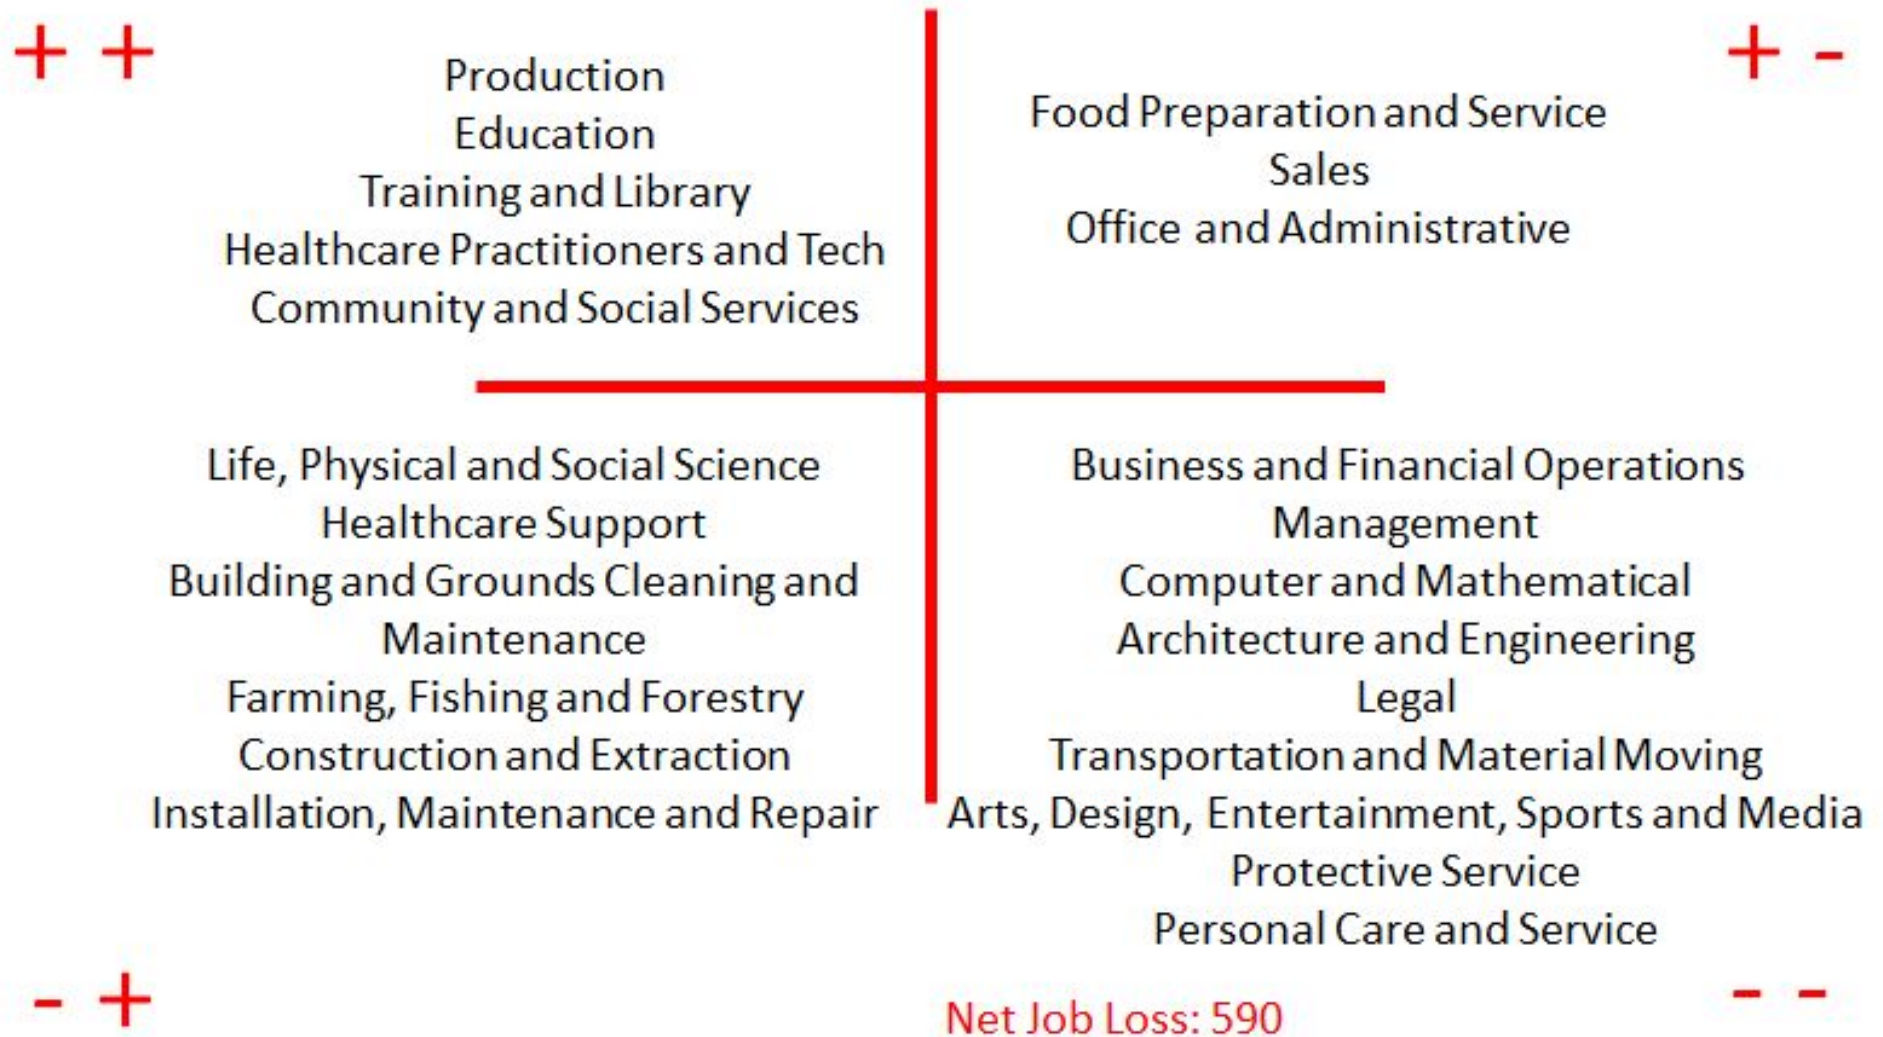 + +
Production
Education
Training and Library
Healthcare Practitioners and Tech
Community and Social Services
+ -
Food Preparation and Service
Sales
Office and Administrative
Life, Physical and Social Science
Healthcare Support
Building and Grounds Cleaning and
Maintenance
Farming, Fishing and Forestry
Construction and Extraction
Installation, Maintenance and Repair
- +
Business and Financial Operations
Management
Computer and Mathematical
Architecture and Engineering
Legal
Transportation and Material Moving
Arts, Design, Entertainment, Sports and Media
Protective Service
Personal Care and Service
- -
Net Job Loss: 590